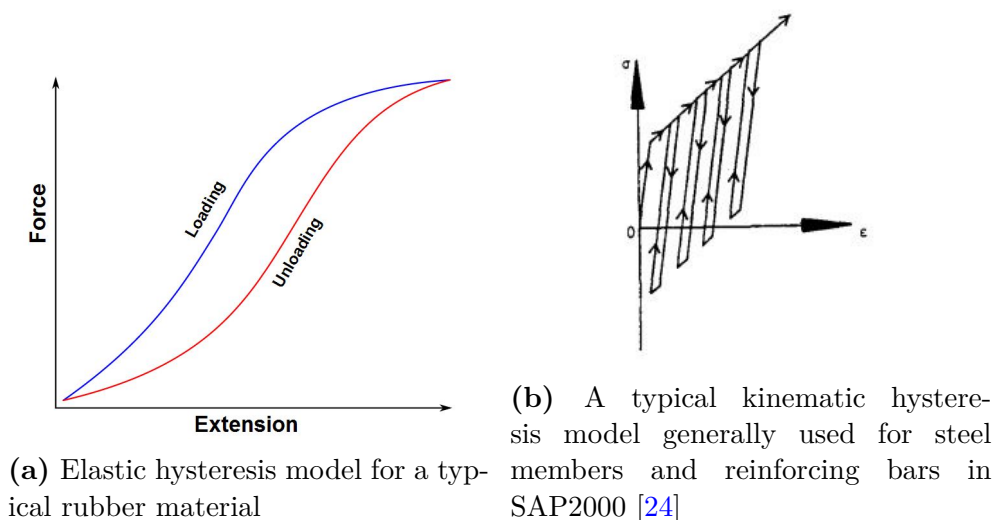 Force
Loading
Unloading
Extension
(a) Elastic hysteresis model for a typ-
ical rubber material
σ
0
ε
(b) A typical kinematic hystere-
sis model generally used for steel
members and reinforcing bars in
SAP2000 [24]